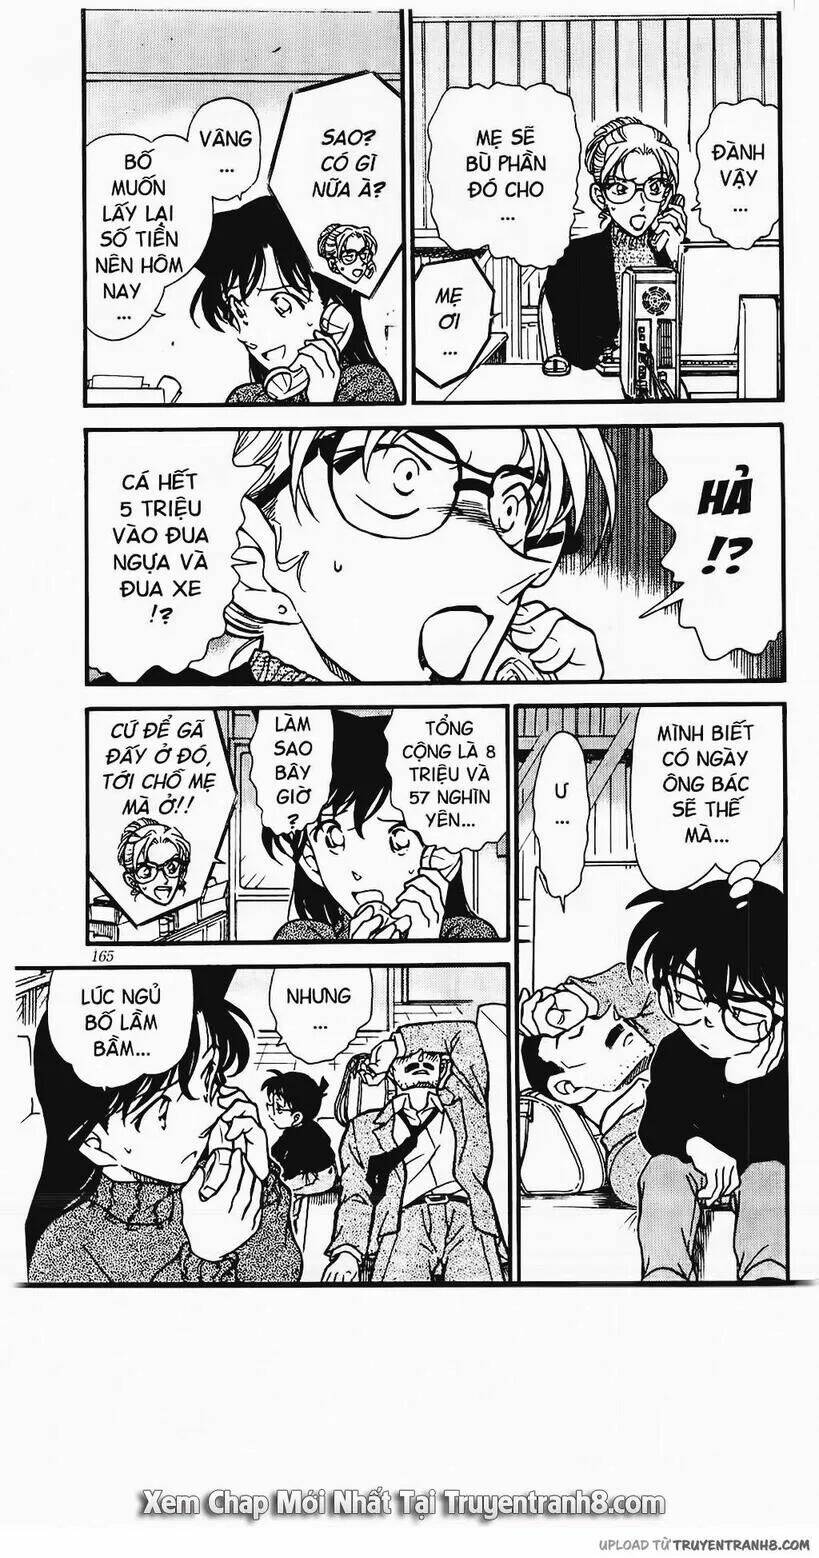 ĐÀNH
VẬY
...
MẸ SẼ
BÙ PHẦN
ĐÓ CHO
...
MẸ
ƠI
...
SAO?
CÓ GÌ
NỮA À?
VÂNG
...
BỐ
MUỐN
LẤY LẠI
SỐ TIỀN
NÊN HÔM
NAY
...
HẢ
!?
CÁ HẾT
5 TRIỆU
VÀO ĐUA
NGỰA VÀ
ĐUA XE
!?
MÌNH BIẾT
CÓ NGÀY
ÔNG BÁC
SẼ THẾ
MÀ...
Ư
...
TỔNG
CỘNG LÀ 8
TRIỆU VÀ
57 NGHÌN
YÊN...
LÀM
SAO
BÂY
GIỜ
?
CỨ ĐỂ GÃ
ĐẤY Ở ĐÓ,
TỚI CHỖ MẸ
MÀ Ở!!
165
NHƯNG
...
LÚC NGỦ
BỐ LẦM
BẦM...
Xem Chap Mới Nhất Tại Truyentranh8.com
UPLOAD TỪ TRUYENTRANH8.COM